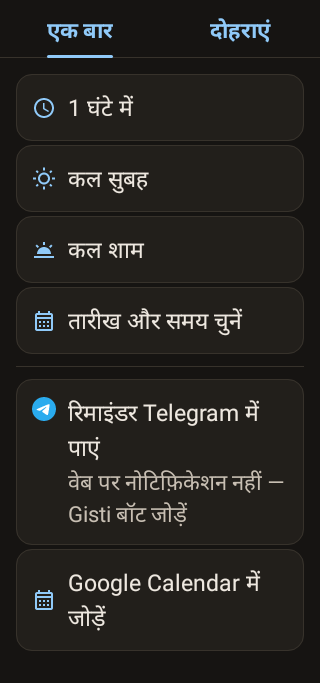 एक बार
दोहराएं
1 घंटे में
कल सुबह
कल शाम
तारीख और समय चुनें
रिमाइंडर Telegram में
पाएं
वेब पर नोटिफ़िकेशन नहीं —
Gisti बॉट जोड़ें
Google Calendar में
जोड़ें